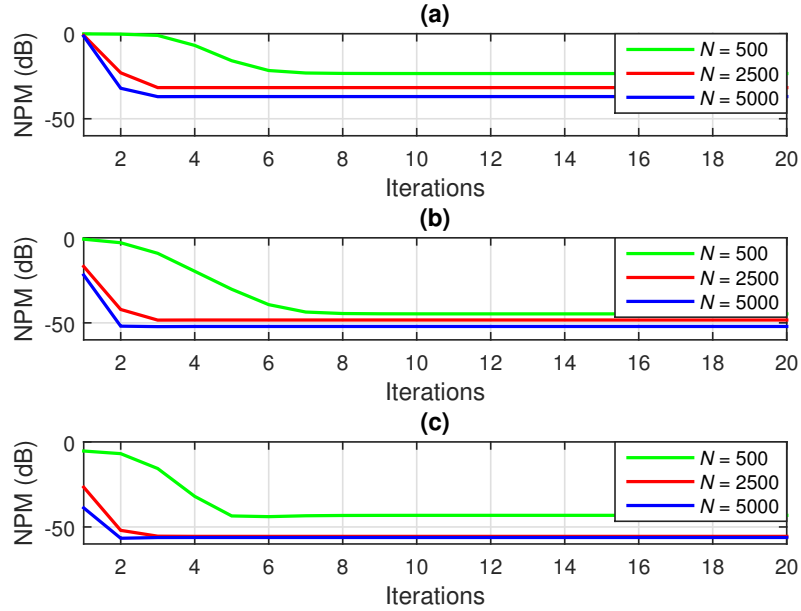 (a)
NPM (dB)
0
-50
N = 500
N = 2500
N = 5000
2 4 6 8 10 12 14 16 18 20
Iterations
(b)
NPM (dB)
0
-50
N = 500
N = 2500
N = 5000
2 4 6 8 10 12 14 16 18 20
Iterations
(c)
NPM (dB)
0
-50
N = 500
N = 2500
N = 5000
2 4 6 8 10 12 14 16 18 20
Iterations